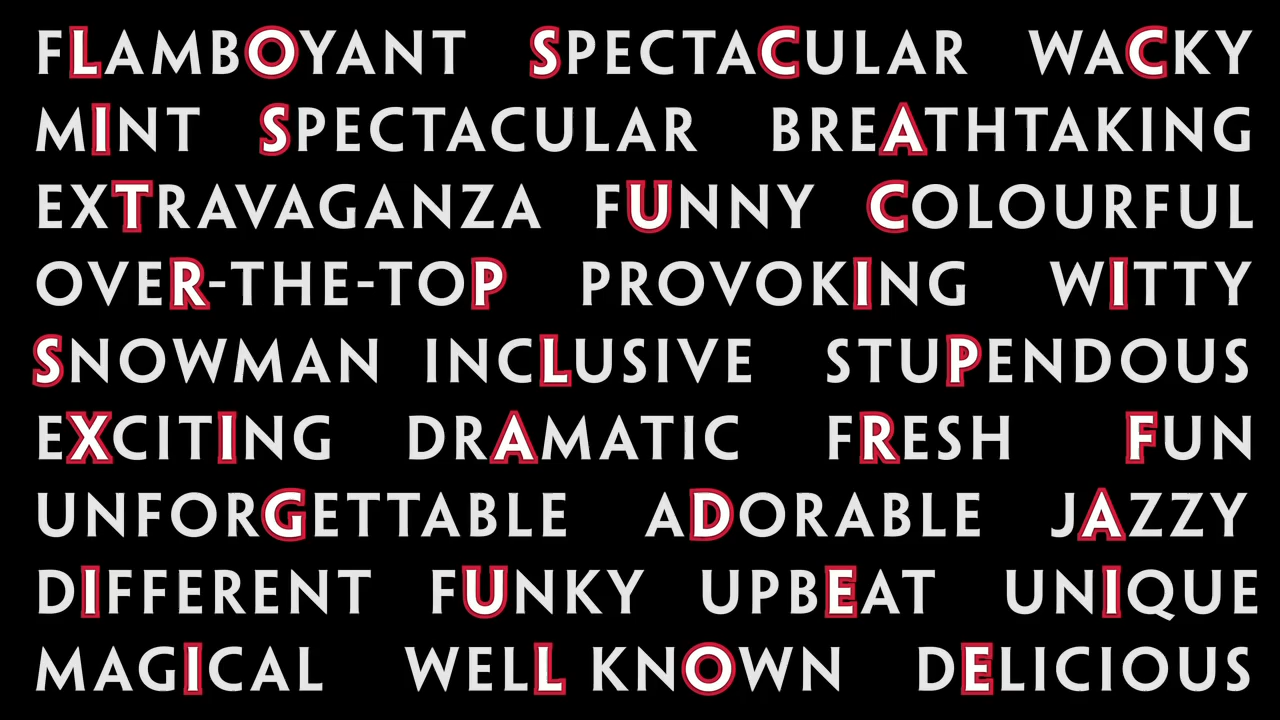 FLAMBOYANT SPECTACULAR WACKY
MINT SPECTACULAR BREATHTAKING
EXTRAVAGANZA FUNNY COLOURFUL
OVER-THE-TOP PROVOKING WITTY
SNOWMAN INCLUSIVE STUPENDOUS
EXCITING DRAMATIC FRESH FUN
UNFORGETTABLE ADORABLE JAZZY
DIFFERENT FUNKY UPBEAT UNIQUE
MAGICAL WELL KNOWN DELICIOUS